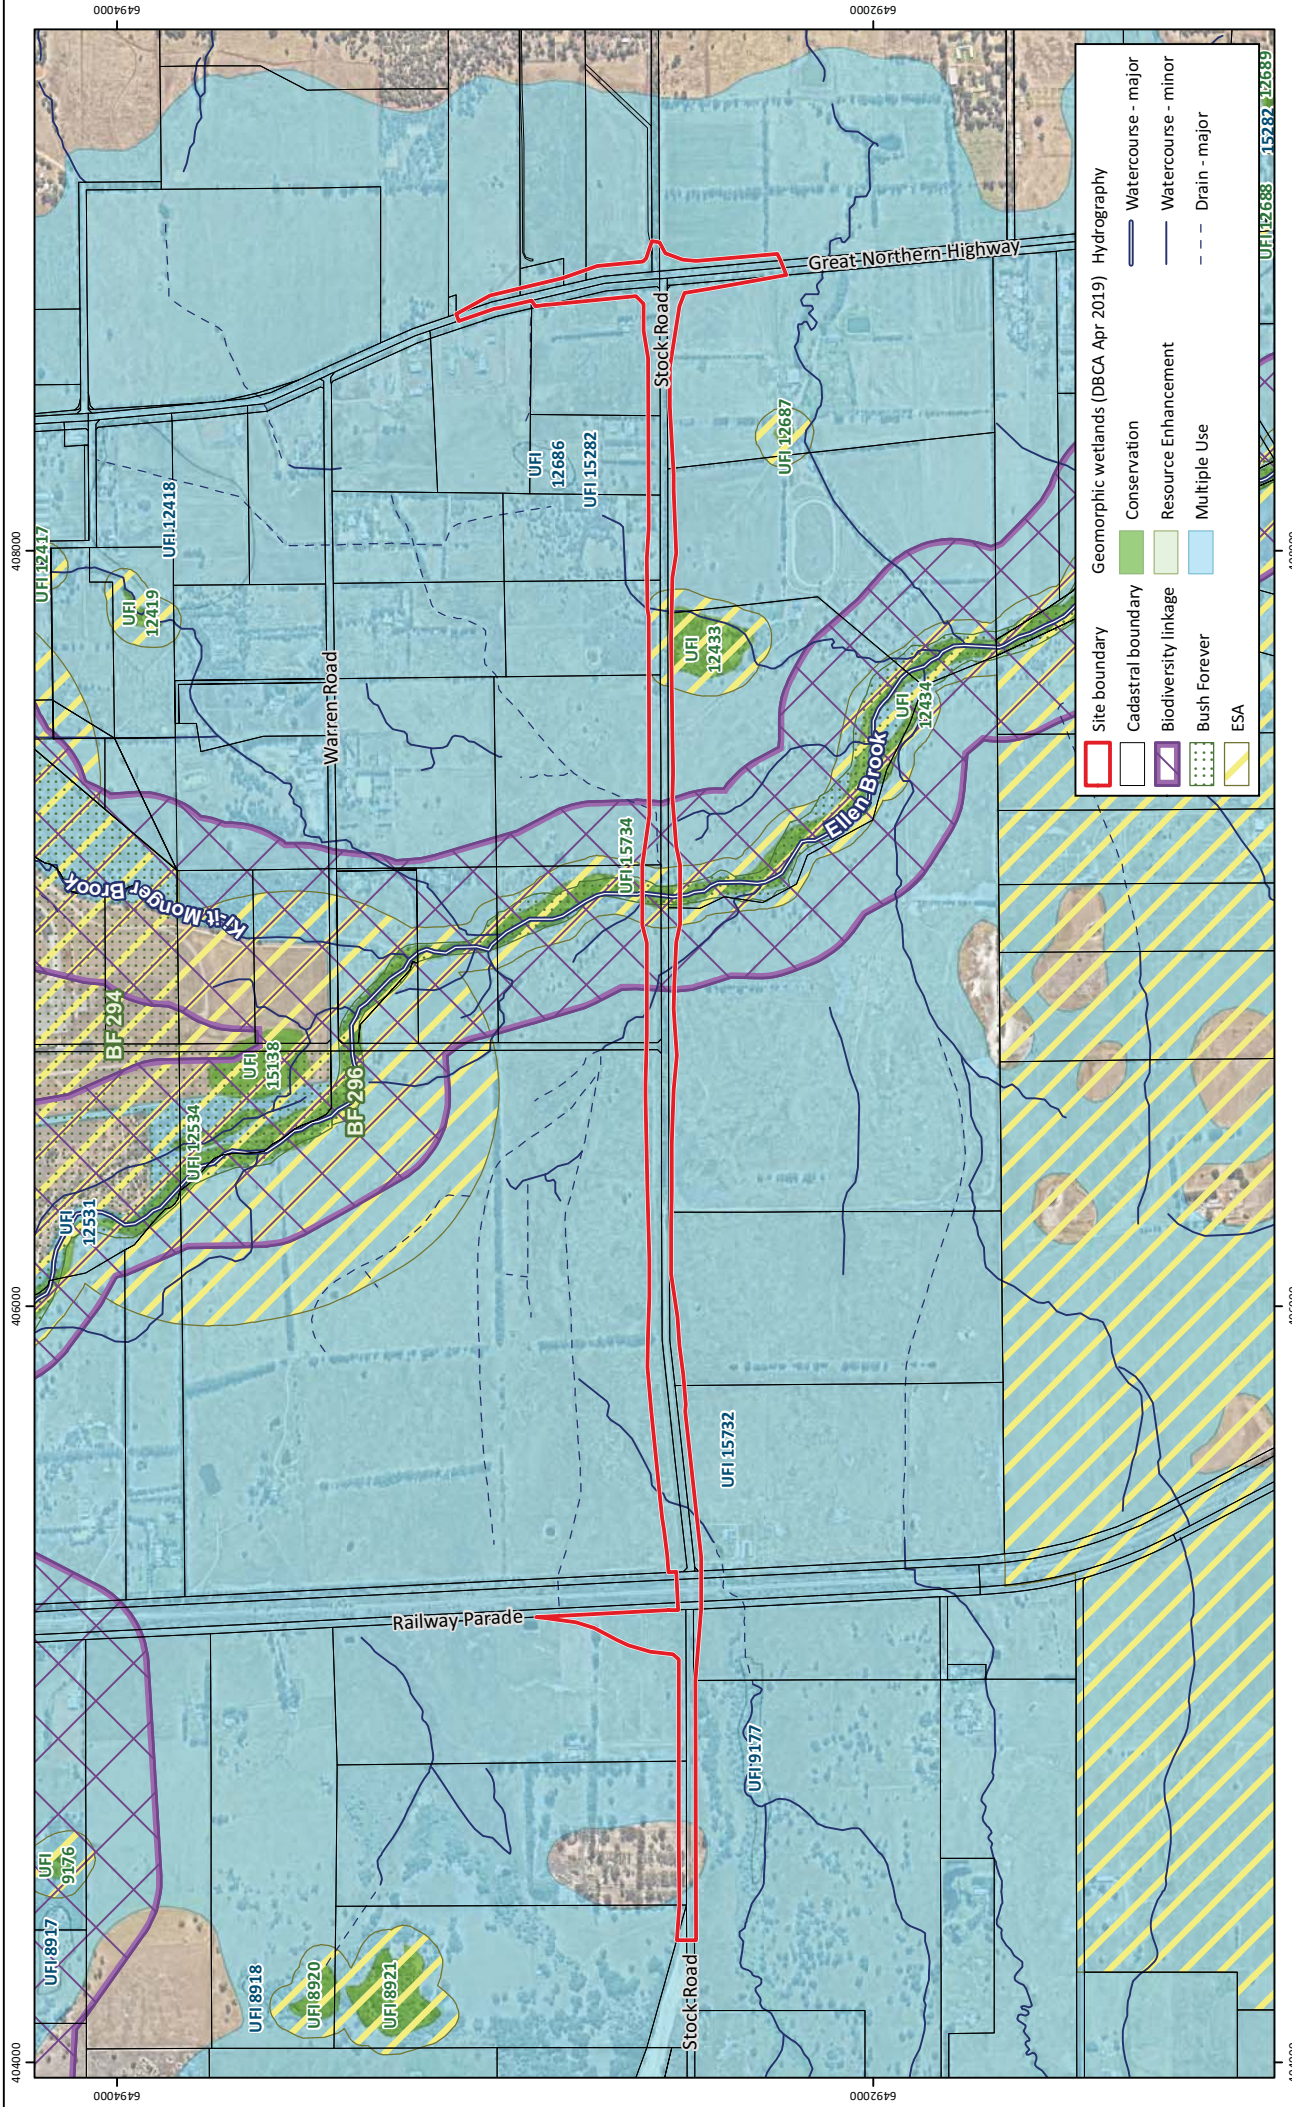 6494000
6492000
UFI 12417
UFI
12419
UFI 12418
Warren Road
UFI
12686
UFI 15282
Stock Road
Great Northern Highway
UFI 12687
UFI
12433
UFI
12434
Ellen Brook
UFI 15734
Ki-it Monger Brook
BF 294
UFI
15138
UFI 12534
BF 296
UFI
12531
UFI 15732
Railway Parade
UFI 9177
UFI
9176
UFI 8917
UFI 8918
UFI 8920
UFI 8921
Stock Road
Site boundary
Cadastral boundary
Biodiversity linkage
Bush Forever
ESA
Geomorphic wetlands (DBCA Apr 2019)
Conservation
Resource Enhancement
Multiple Use
Hydrography
Watercourse - major
Watercourse - minor
Drain - major
UFI 12688
15282
12689
408000
406000
404000
6494000
6492000